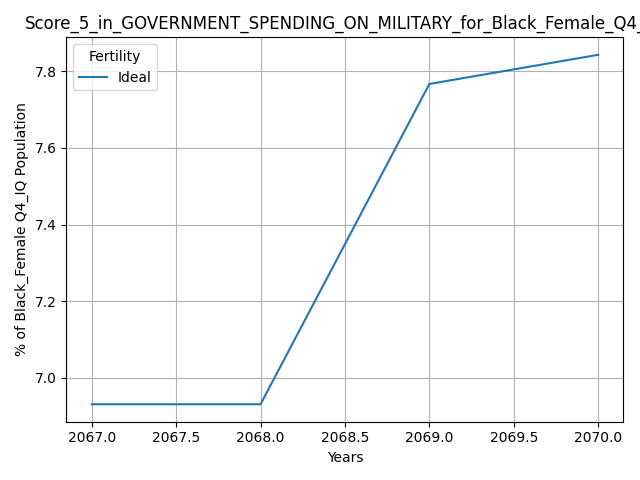 Score_5_in_GOVERNMENT_SPENDING_ON_MILITARY_for_Black_Female_Q4_
Fertility
Ideal
% of Black_Female Q4_IQ Population
7.8
7.6
7.4
7.2
7.0
2067.0 2067.5 2068.0 2068.5 2069.0 2069.5 2070.0
Years